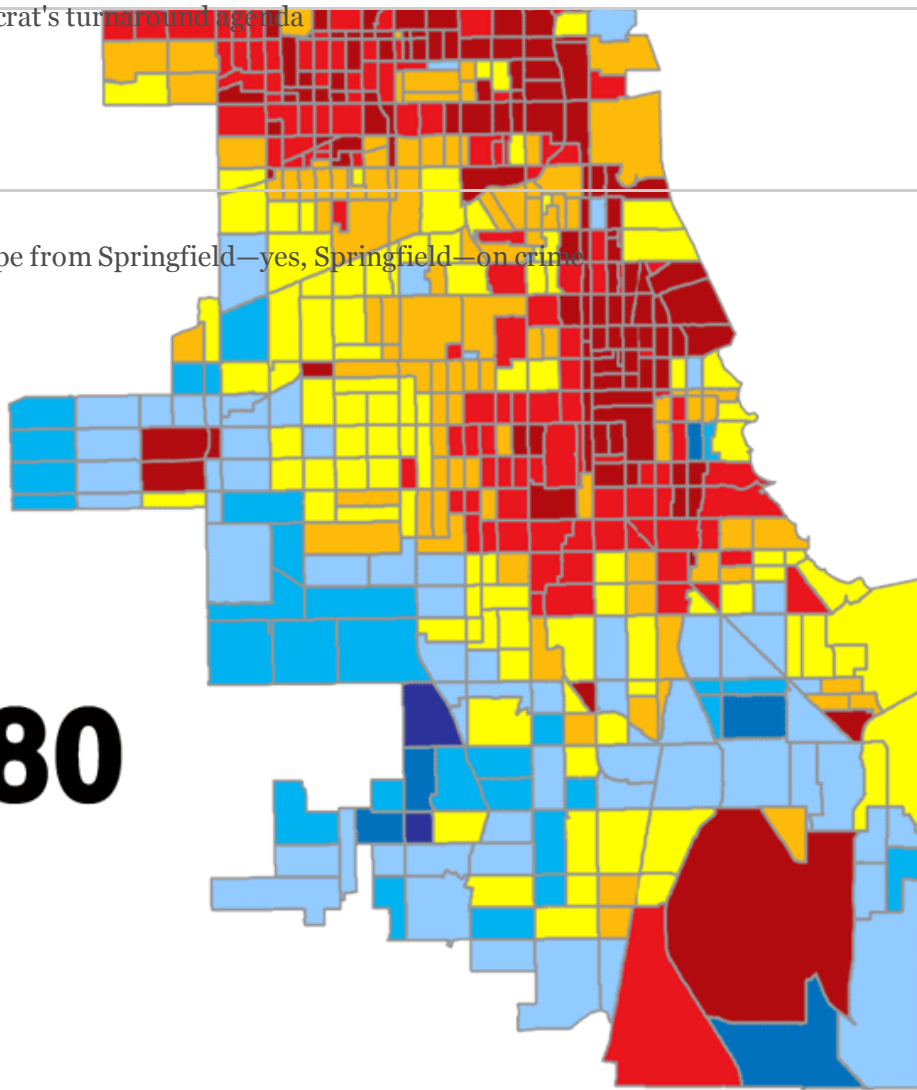 crat's turnaround agenda
pe from Springfield—yes, Springfield—on crime
80